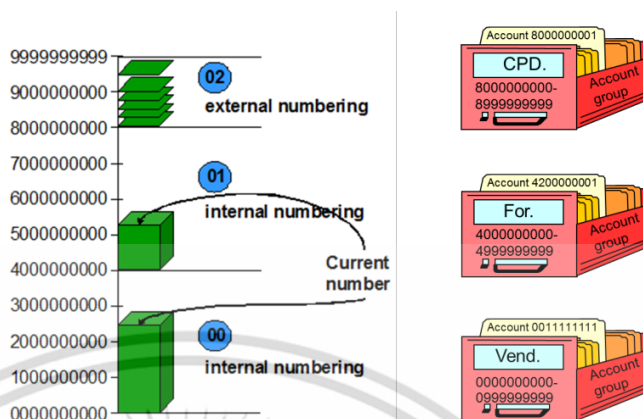 9999999999
02
9000000000
external numbering
8000000000
7000000000
01
6000000000
internal numbering
5000000000
Current
number
4000000000
3000000000
00
2000000000
internal numbering
1000000000
0000000000
Account 8000000001
CPD.
8000000000-
8999999999
Account
group
Account 4200000001
For.
4000000000-
4999999999
Account
group
Account 0011111111
Vend.
0000000000-
0999999999
Account
group